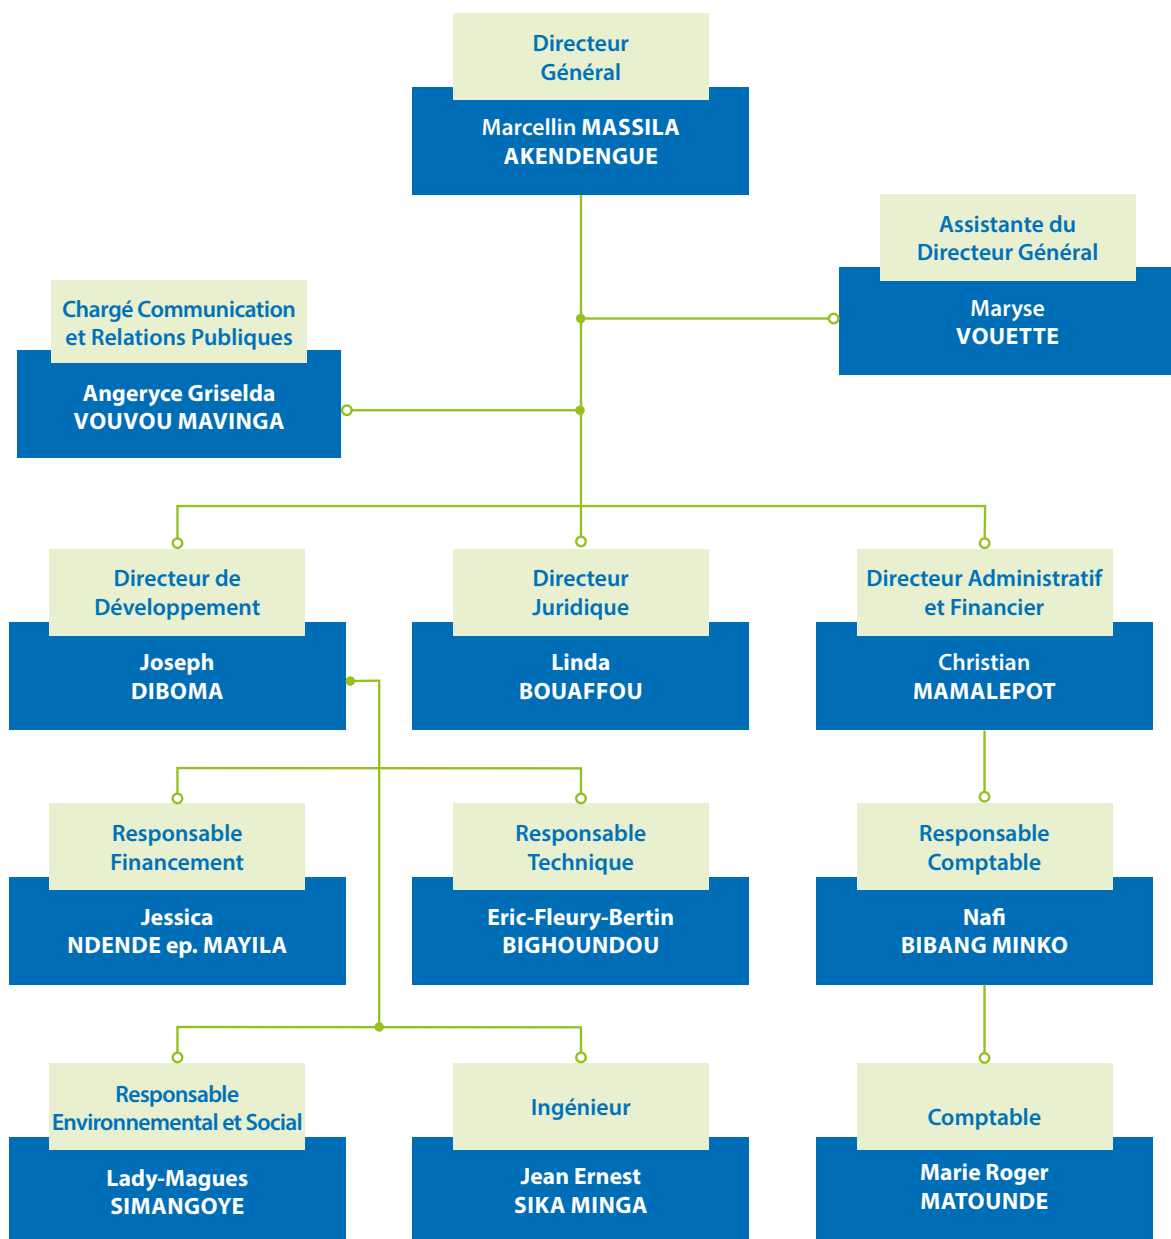 Directeur
Général
Marcellin MASSILA
AKENDENGUE
Assistante du
Directeur Général
Maryse
VOUETTE
Chargé Communication
et Relations Publiques
Angeryce Griselda
VOUVOU MAVINGA
Directeur de
Développement
Joseph
DIBOMA
Directeur
Juridique
Linda
BOUAFFOU
Directeur Administratif
et Financier
Christian
MAMALEPOT
Responsable
Financement
Jessica
NDENDE ep. MAYILA
Responsable
Technique
Eric-Fleury-Bertin
BIGHOUNDOU
Responsable
Comptable
Nafi
BIBANG MINKO
Responsable
Environnemental et Social
Lady-Magues
SIMANGOYE
Ingénieur
Jean Ernest
SIKA MINGA
Comptable
Marie Roger
MATOUNDE